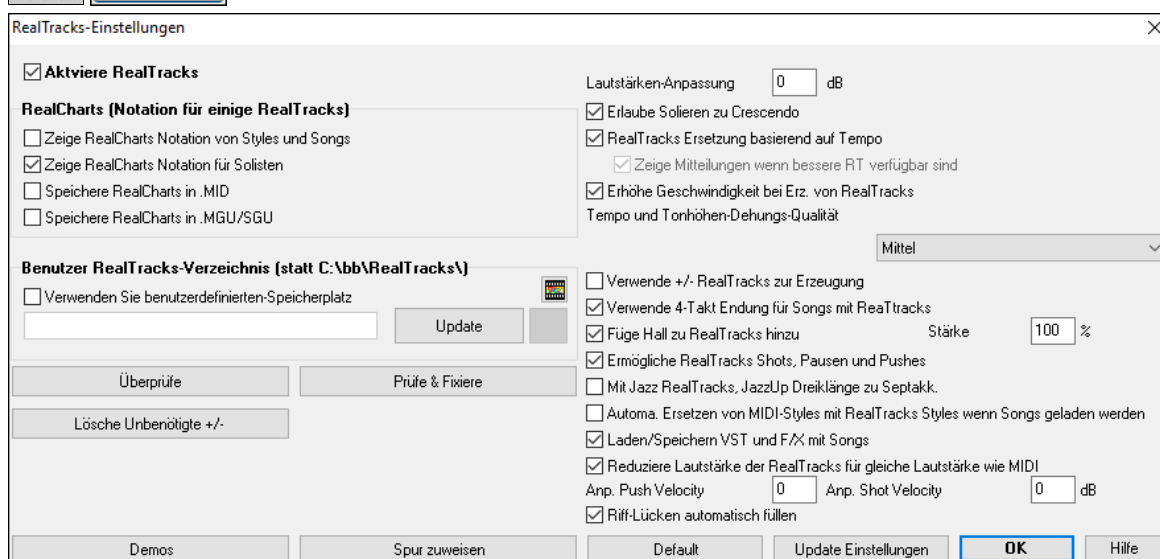 RealTracks-Einstellungen
Aktviere RealTracks
RealCharts (Notation für einige RealTracks)
Zeige RealCharts Notation von Styles und Songs
Zeige RealCharts Notation für Solisten
Speichere RealCharts in .MID
Speichere RealCharts in .MGU/SGU
Benutzer RealTracks-Verzeichnis (statt C:\bb\RealTracks\)
Verwenden Sie benutzerdefinierten-Speicherplatz
Update
Überprüfe
Prüfe & Fixiere
Lösche Unbenötigte +/-
Lautstärken-Anpassung 0 dB
Erlaube Solieren zu Crescendo
RealTracks Ersetzung basierend auf Tempo
Zeige Mitteilungen wenn bessere RT verfügbar sind
Erhöhe Geschwindigkeit bei Erz. von RealTracks
Tempo und Tonhöhen-Dehungs-Qualität
Mittel
Verwende +/- RealTracks zur Erzeugung
Verwende 4-Takt Endung für Songs mit ReaTtracks
Füge Hall zu RealTracks hinzu Stärke 100 %
Ermögliche RealTracks Shots, Pausen und Pushes
Mit Jazz RealTracks, JazzUp Dreiklänge zu Septakk.
Automa. Ersetzen von MIDI-Styles mit RealTracks Styles wenn Songs geladen werden
Laden/Speichern VST und F/X mit Songs
Reduziere Lautstärke der RealTracks für gleiche Lautstärke wie MIDI
Anp. Push Velocity 0 Anp. Shot Velocity 0 dB
Riff-Lücken automatisch füllen
Demos
Spur zuweisen
Default
Update Einstellungen
OK
Hilfe